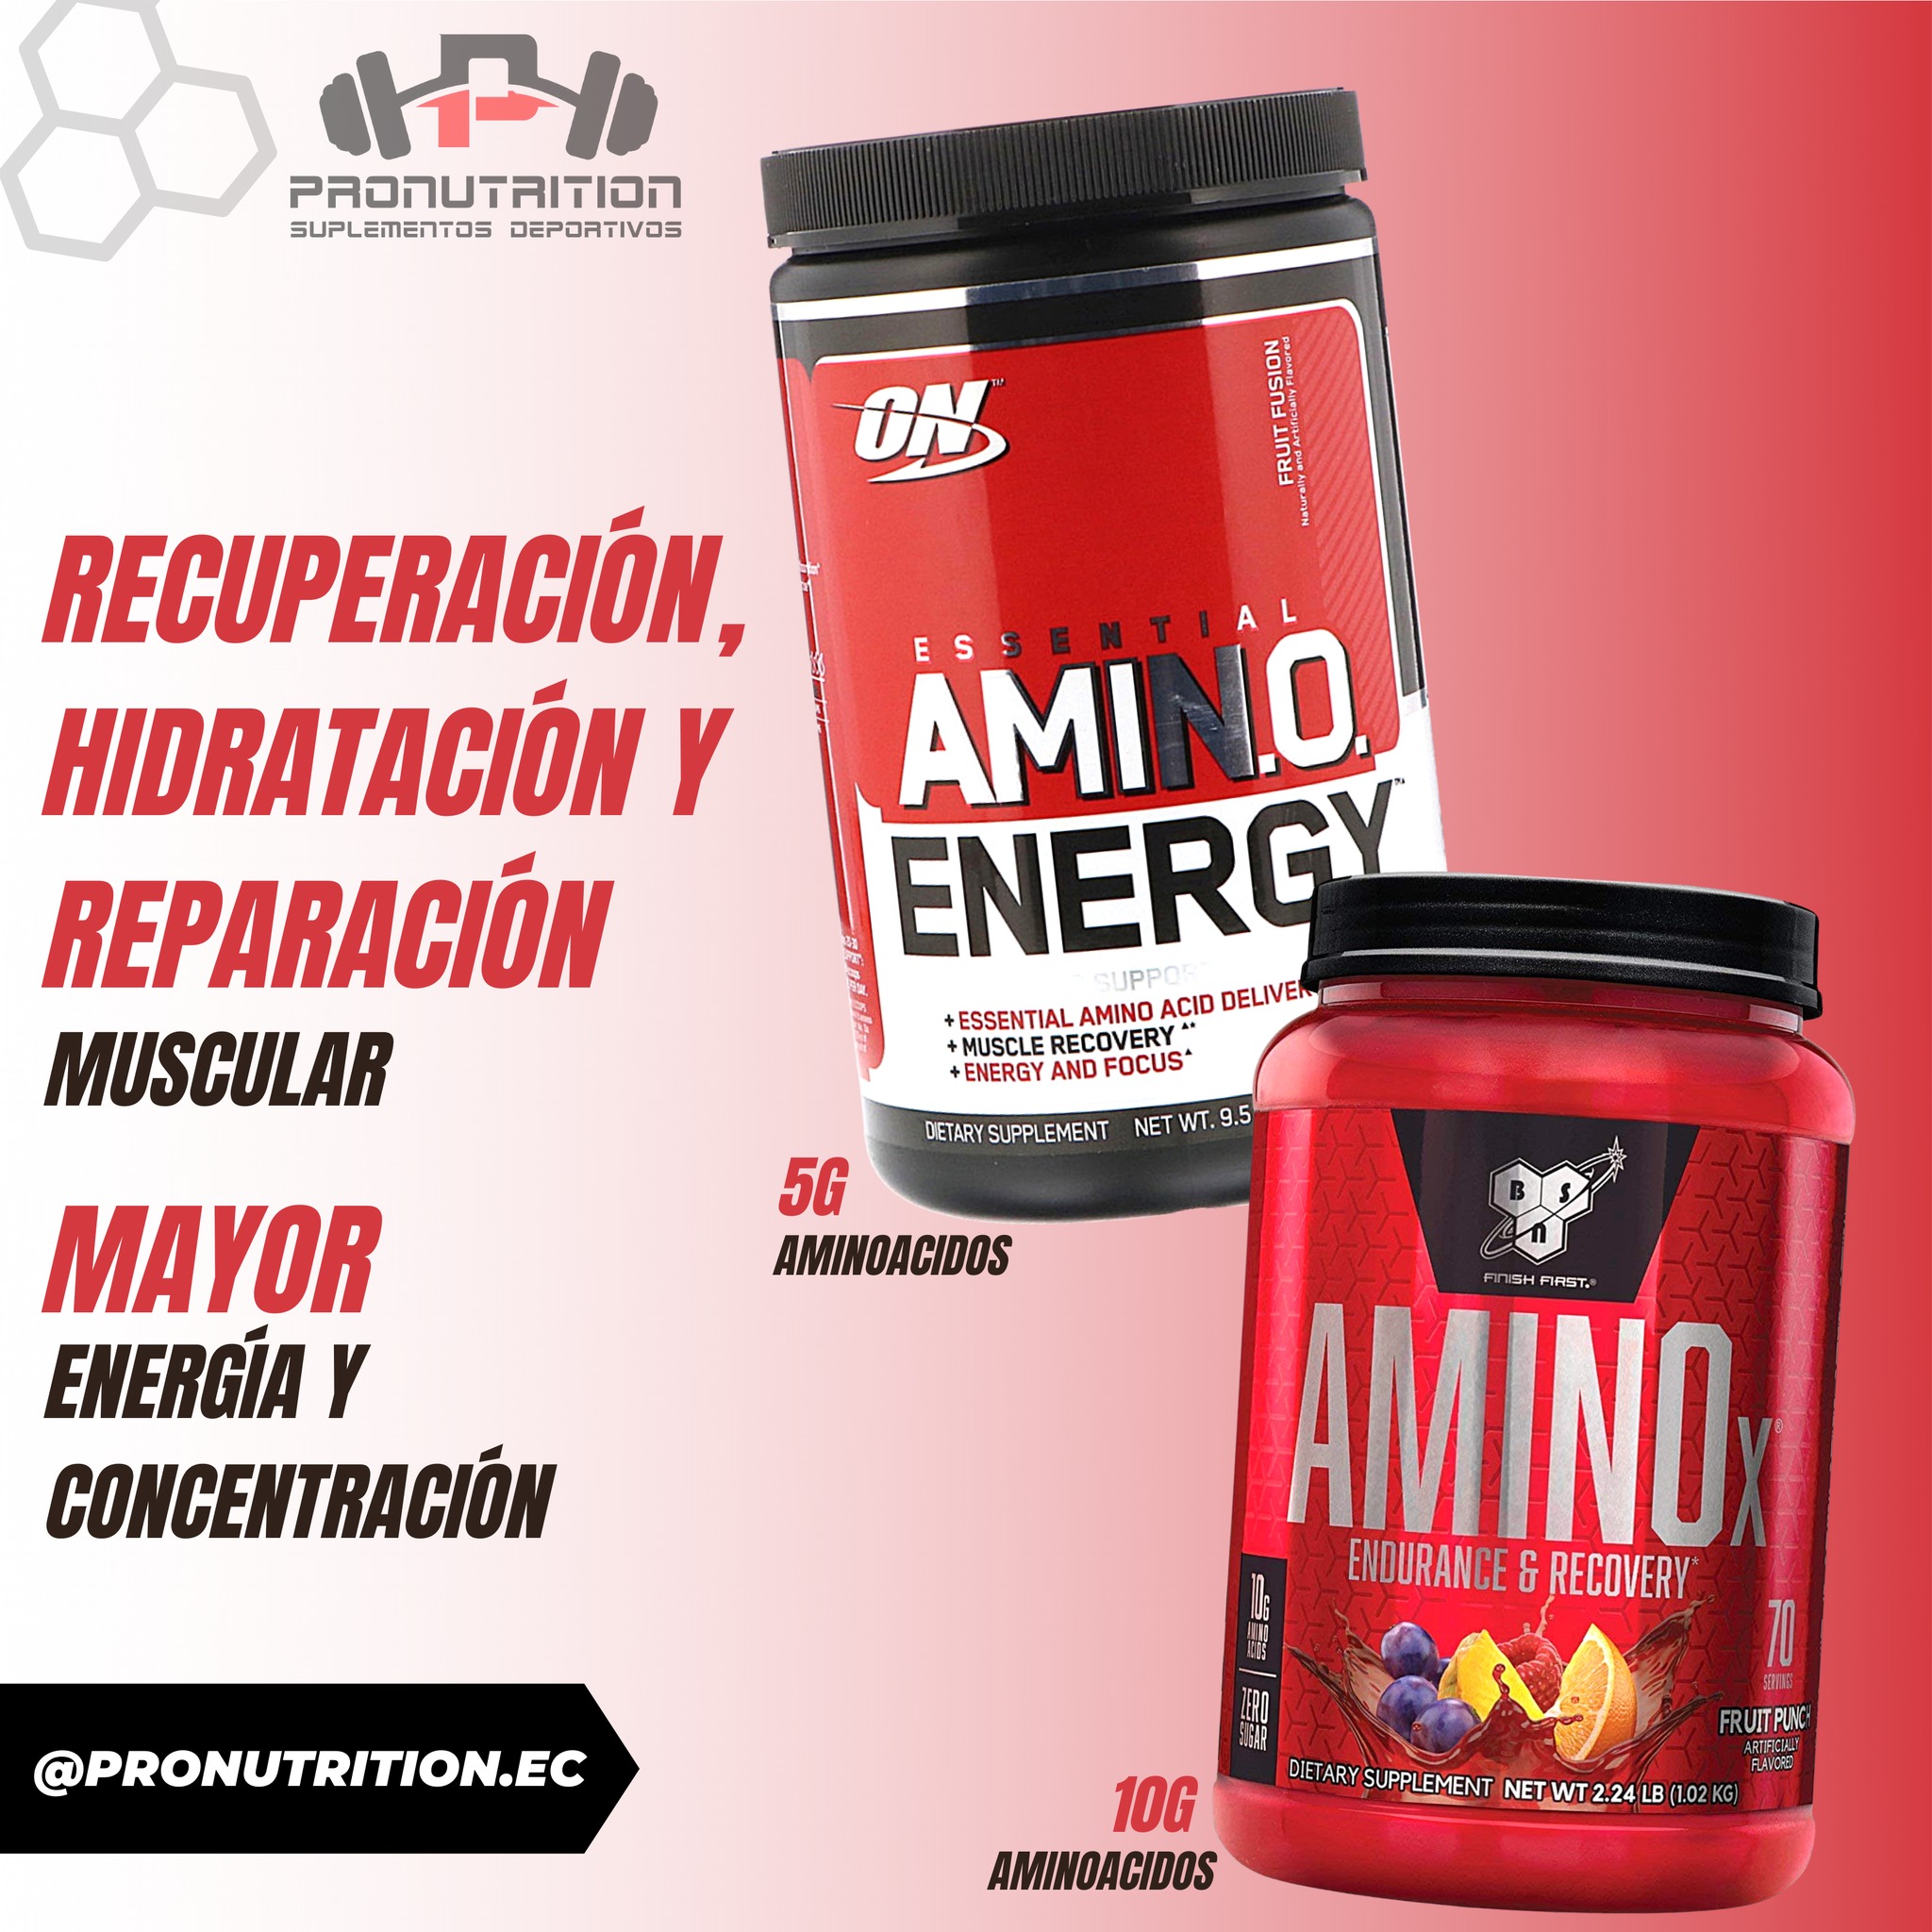 PRONUTRITION
SUPLEMENTOS DEPORTIVOS
RECUPERACIÓN,
HIDRATACIÓN Y
REPARACIÓN
MUSCULAR
MAYOR
ENERGÍA Y
CONCENTRACIÓN
@PRONUTRITION.EC
ON™
FRUIT FUSION
Naturally and Artificially Flavored
ESSENTIAL
AMIN.O.
ENERGY
SUPPOR
+ ESSENTIAL AMINO ACID DELIVER
+ MUSCLE RECOVERY
+ ENERGY AND FOCUS
DIETARY SUPPLEMENT NET WT. 9.5
5G
AMINOACIDOS
BSn
FINISH FIRST.®
AMINOx®
ENDURANCE & RECOVERY*
10G
AMINO
ACIDS
ZERO
SUGAR
70
SERVINGS
FRUIT PUNCH
ARTIFICIALLY
FLAVORED
DIETARY SUPPLEMENT NET WT 2.24 LB (1.02 KG)
10G
AMINOACIDOS